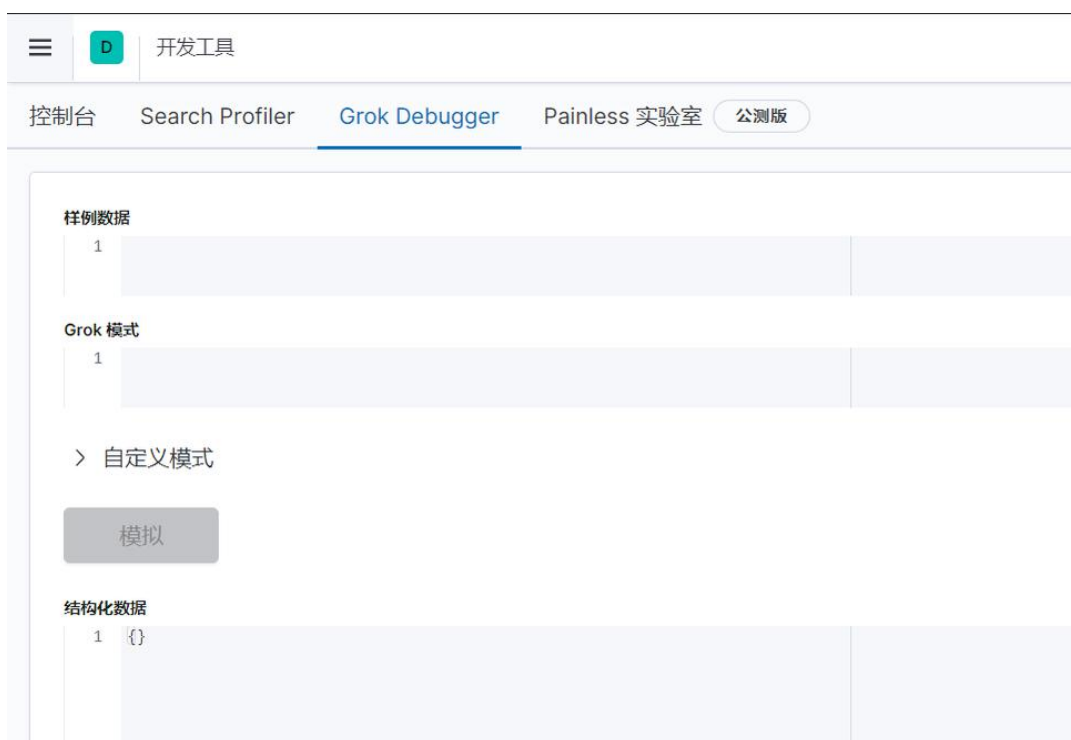 D 开发工具
控制台 Search Profiler Grok Debugger Painless 实验室 公测版
样例数据
1
Grok 模式
1
自定义模式
模拟
结构化数据
1 {}